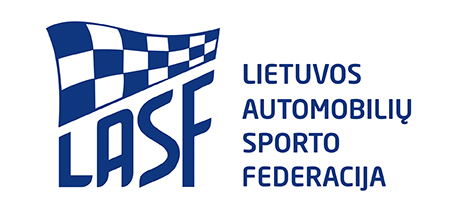 LASF
LIETUVOS
AUTOMOBILIŲ
SPORTO
FEDERACIJA